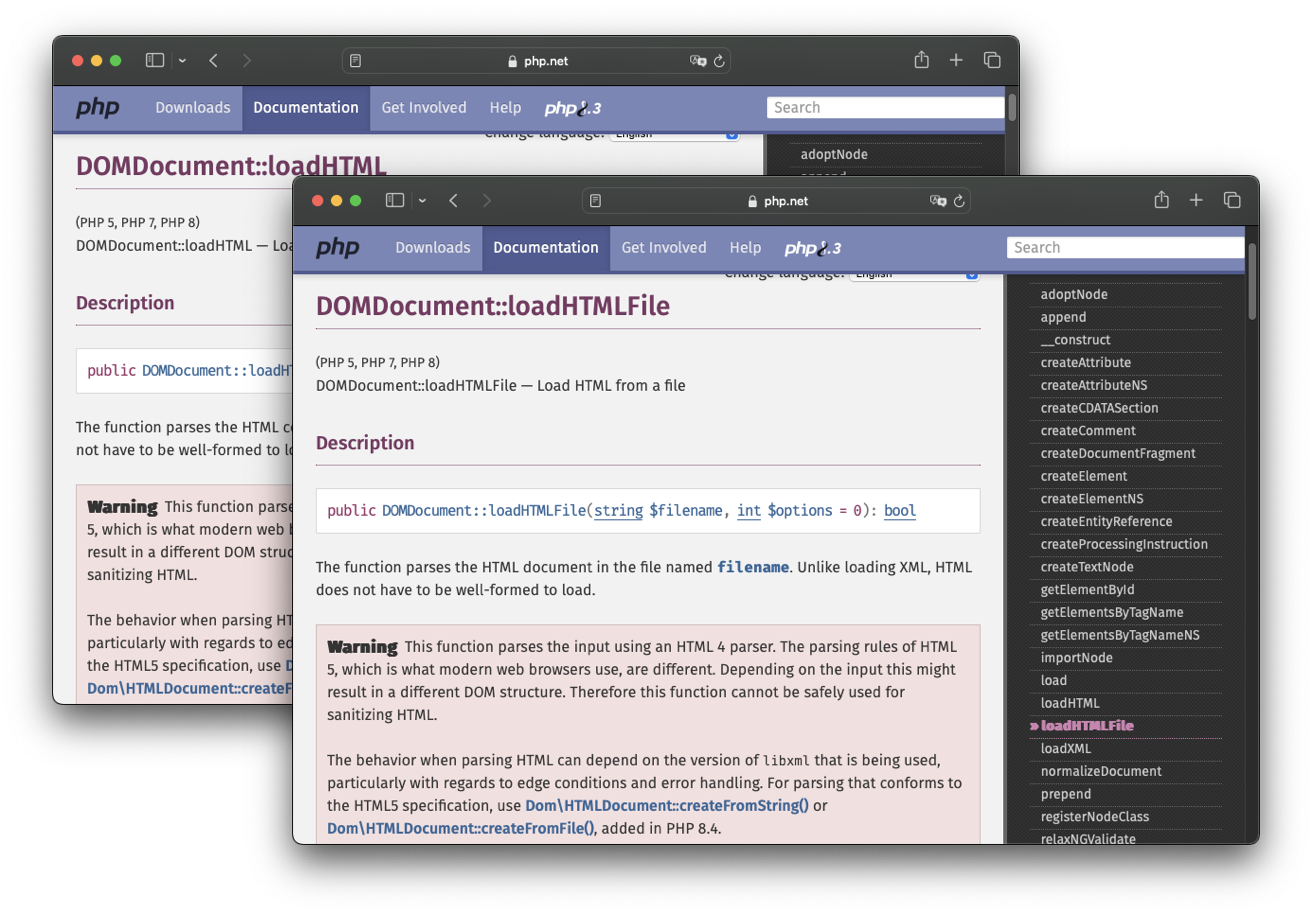 php.net
php
Downloads
Documentation
Get Involved
Help
php8.3
Search
Change language:
English
DOMDocument::loadHTML
(PHP 5, PHP 7, PHP 8)
DOMDocument::loadHTML —
Description
public DOMDocument::loadH
The function parses the HTML
not have to be well-formed to
Warning This function parse
5, which is what modern web
result in a different DOM struc
sanitizing HTML.
The behavior when parsing HT
particularly with regards to
the HTML5 specification, use
Dom\HTMLDocument::createF
adoptNode
append
php.net
php
Downloads
Documentation
Get Involved
Help
php8.3
Search
Change language:
English
DOMDocument::loadHTMLFile
(PHP 5, PHP 7, PHP 8)
DOMDocument::loadHTMLFile — Load HTML from a file
Description
public DOMDocument::loadHTMLFile(string $filename, int $options = 0): bool
The function parses the HTML document in the file named filename. Unlike loading XML, HTML
does not have to be well-formed to load.
Warning This function parses the input using an HTML 4 parser. The parsing rules of HTML
5, which is what modern web browsers use, are different. Depending on the input this might
result in a different DOM structure. Therefore this function cannot be safely used for
sanitizing HTML.
The behavior when parsing HTML can depend on the version of libxml that is being used,
particularly with regards to edge conditions and error handling. For parsing that conforms to
the HTML5 specification, use Dom\HTMLDocument::createFromString() or
Dom\HTMLDocument::createFromFile(), added in PHP 8.4.
adoptNode
append
__construct
createAttribute
createAttributeNS
createCDATASection
createComment
createDocumentFragment
createElement
createElementNS
createEntityReference
createProcessingInstruction
createTextNode
getElementById
getElementsByTagName
getElementsByTagNameNS
importNode
load
loadHTML
» loadHTMLFile
loadXML
normalizeDocument
prepend
registerNodeClass
relaxNGValidate